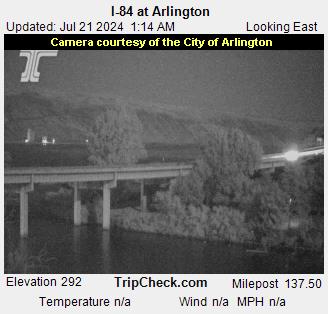 I-84 at Arlington
Updated: Jul 21 2024 1:14 AM Looking East
Camera courtesy of the City of Arlington
Elevation 292 TripCheck.com Milepost 137.50
Temperature n/a Wind n/a MPH n/a